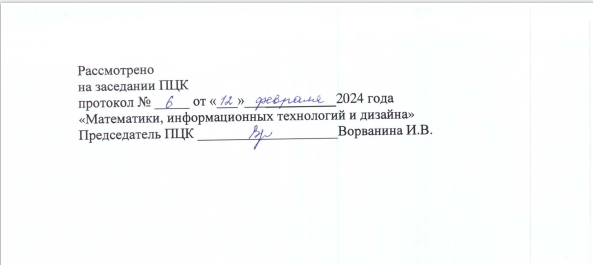 Рассмотрено
на заседании ПЦК
протокол № 6 от «12» февраля 2024 года
«Математики, информационных технологий и дизайна»
Председатель ПЦК Ворванина И.В.